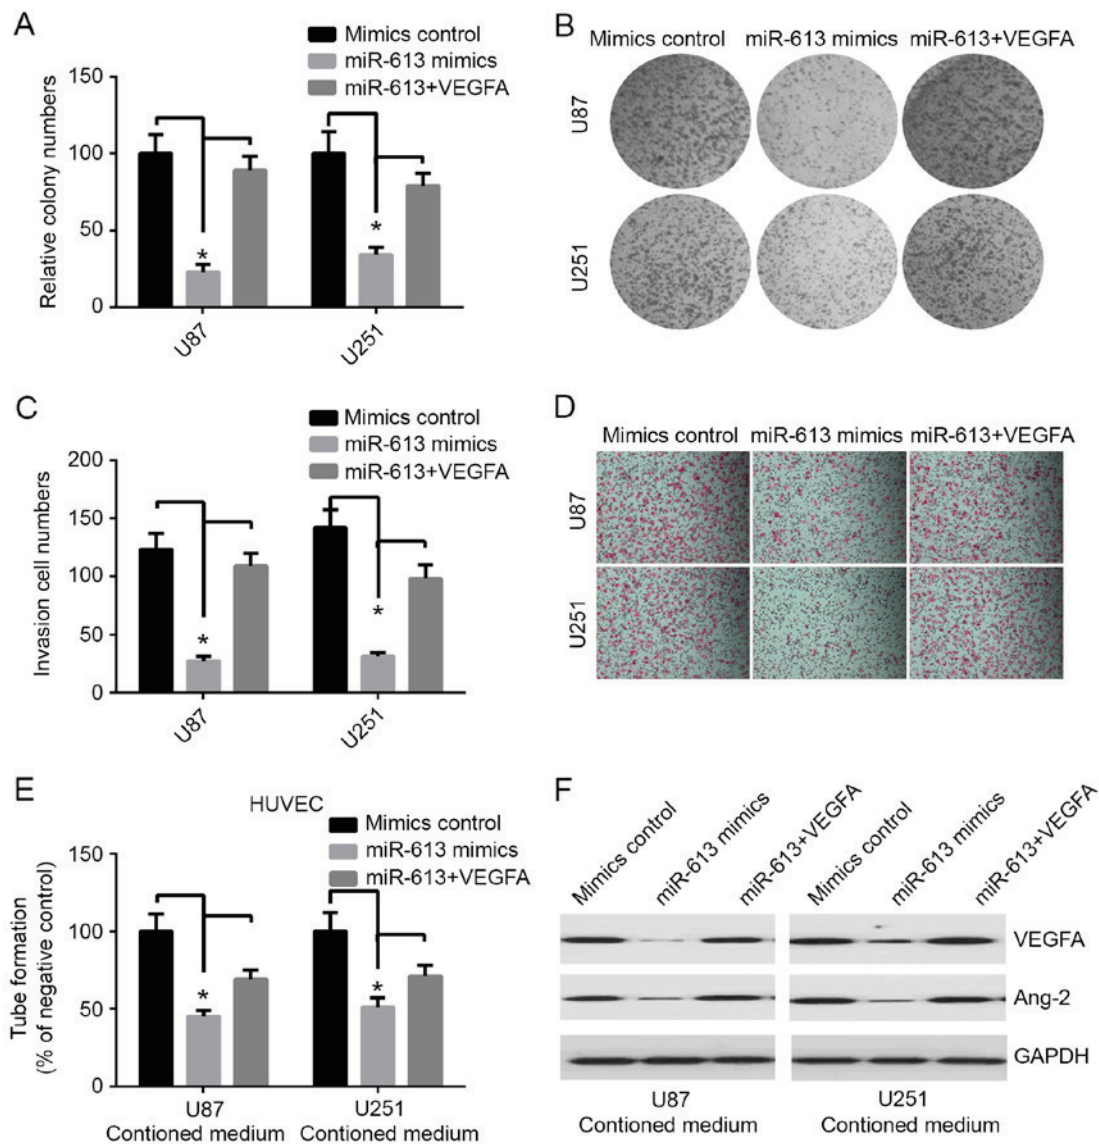 A
Mimics control
miR-613 mimics
miR-613+VEGFA
Relative colony numbers
150
100
50
0
*
*
U87
U251
B
Mimics control miR-613 mimics miR-613+VEGFA
U87
U251
C
Mimics control
miR-613 mimics
miR-613+VEGFA
Invasion cell numbers
200
150
100
50
0
*
*
U87
U251
D
Mimics control miR-613 mimics miR-613+VEGFA
U87
U251
E
HUVEC
Mimics control
miR-613 mimics
miR-613+VEGFA
Tube formation
(% of negative control)
150
100
50
0
*
*
U87
Contioned medium
U251
Contioned medium
F
Mimics control
miR-613 mimics
miR-613+VEGFA
Mimics control
miR-613 mimics
miR-613+VEGFA
VEGFA
Ang-2
GAPDH
U87
Contioned medium
U251
Contioned medium